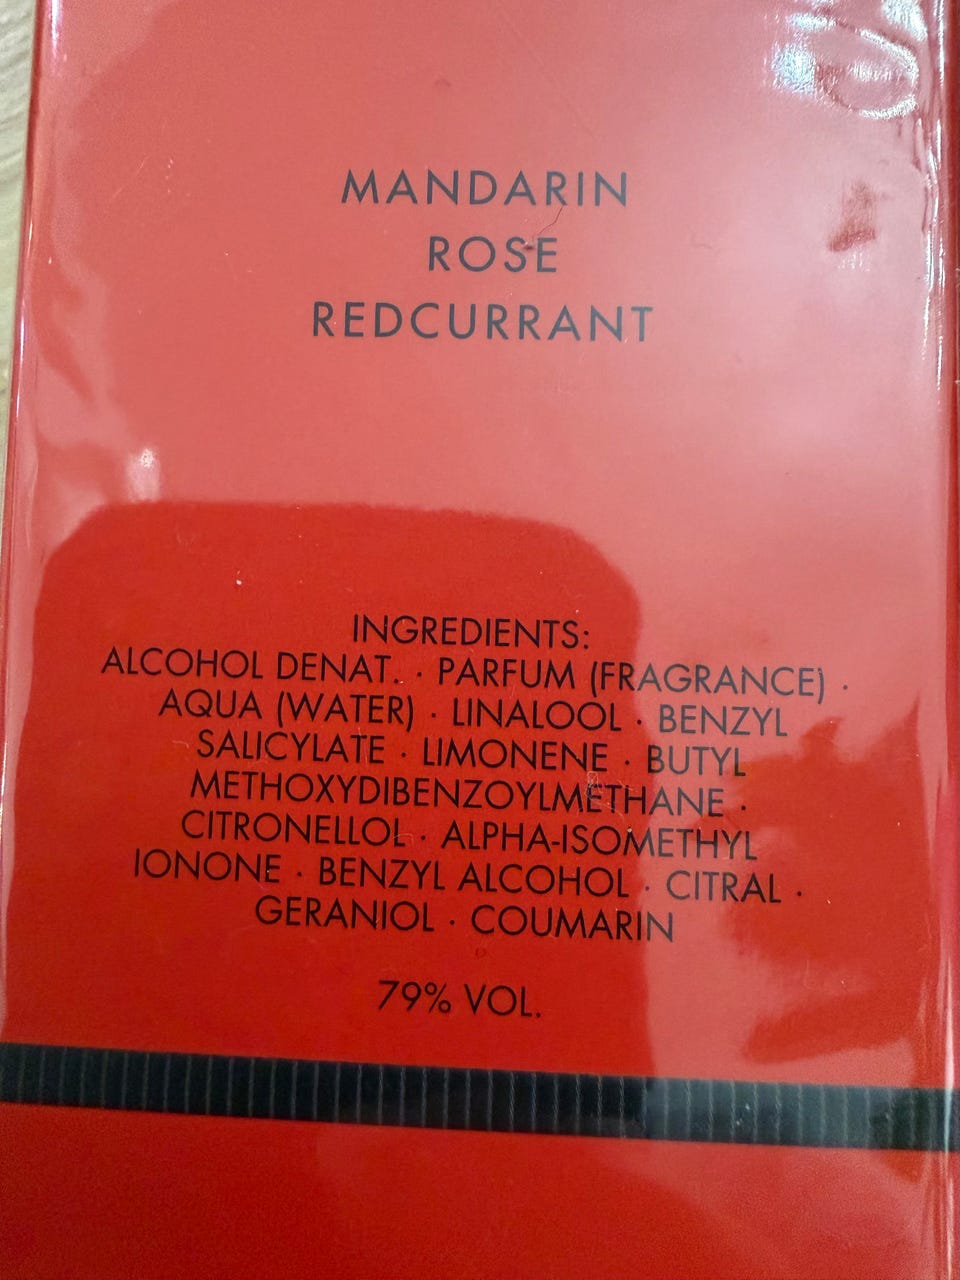 MANDARIN
ROSE
REDCURRANT
INGREDIENTS:
ALCOHOL DENAT. · PARFUM (FRAGRANCE) ·
AQUA (WATER) · LINALOOL · BENZYL
SALICYLATE · LIMONENE · BUTYL
METHOXYDIBENZOYLMETHANE ·
CITRONELLOL · ALPHA-ISOMETHYL
IONONE · BENZYL ALCOHOL · CITRAL ·
GERANIOL · COUMARIN
79% VOL.